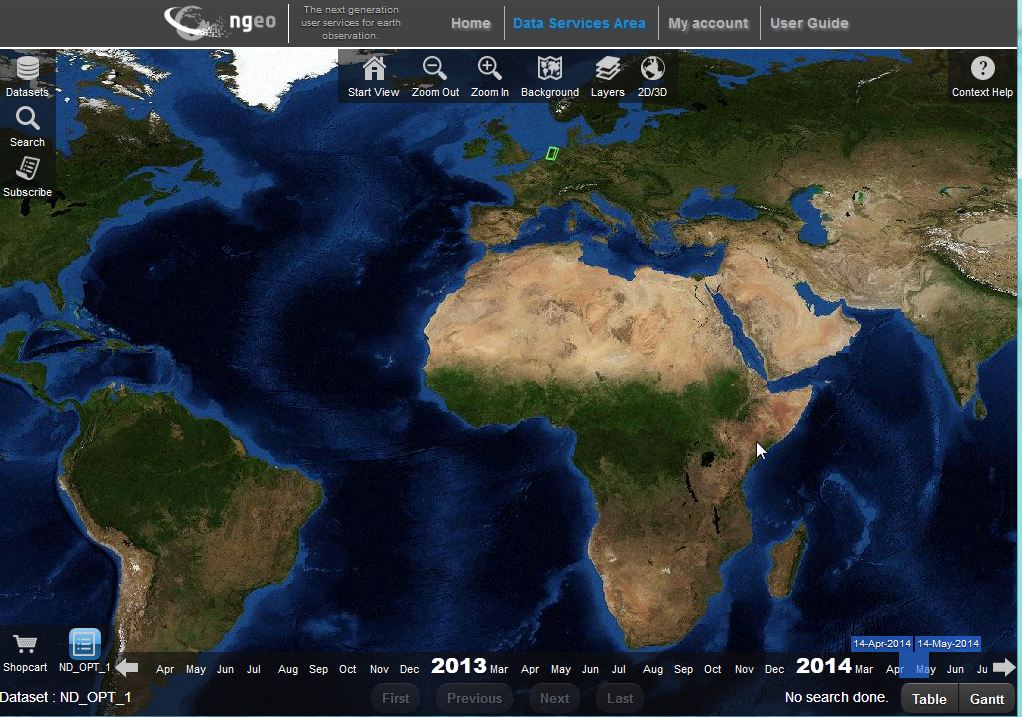 ngeo
The next generation
user services for earth
observation.
Home
Data Services Area
My account
User Guide
Datasets
Search
Subscribe
Start View
Zoom Out
Zoom In
Background
Layers
2D/3D
?
Context Help
14-Apr-2014 14-May-2014
Shopcart
ND_OPT_1
Apr May Jun Jul Aug Sep Oct Nov Dec 2013 Mar Apr May Jun Jul Aug Sep Oct Nov Dec 2014 Mar Apr May Jun Ju
Dataset : ND_OPT_1
First
Previous
Next
Last
No search done.
Table
Gantt